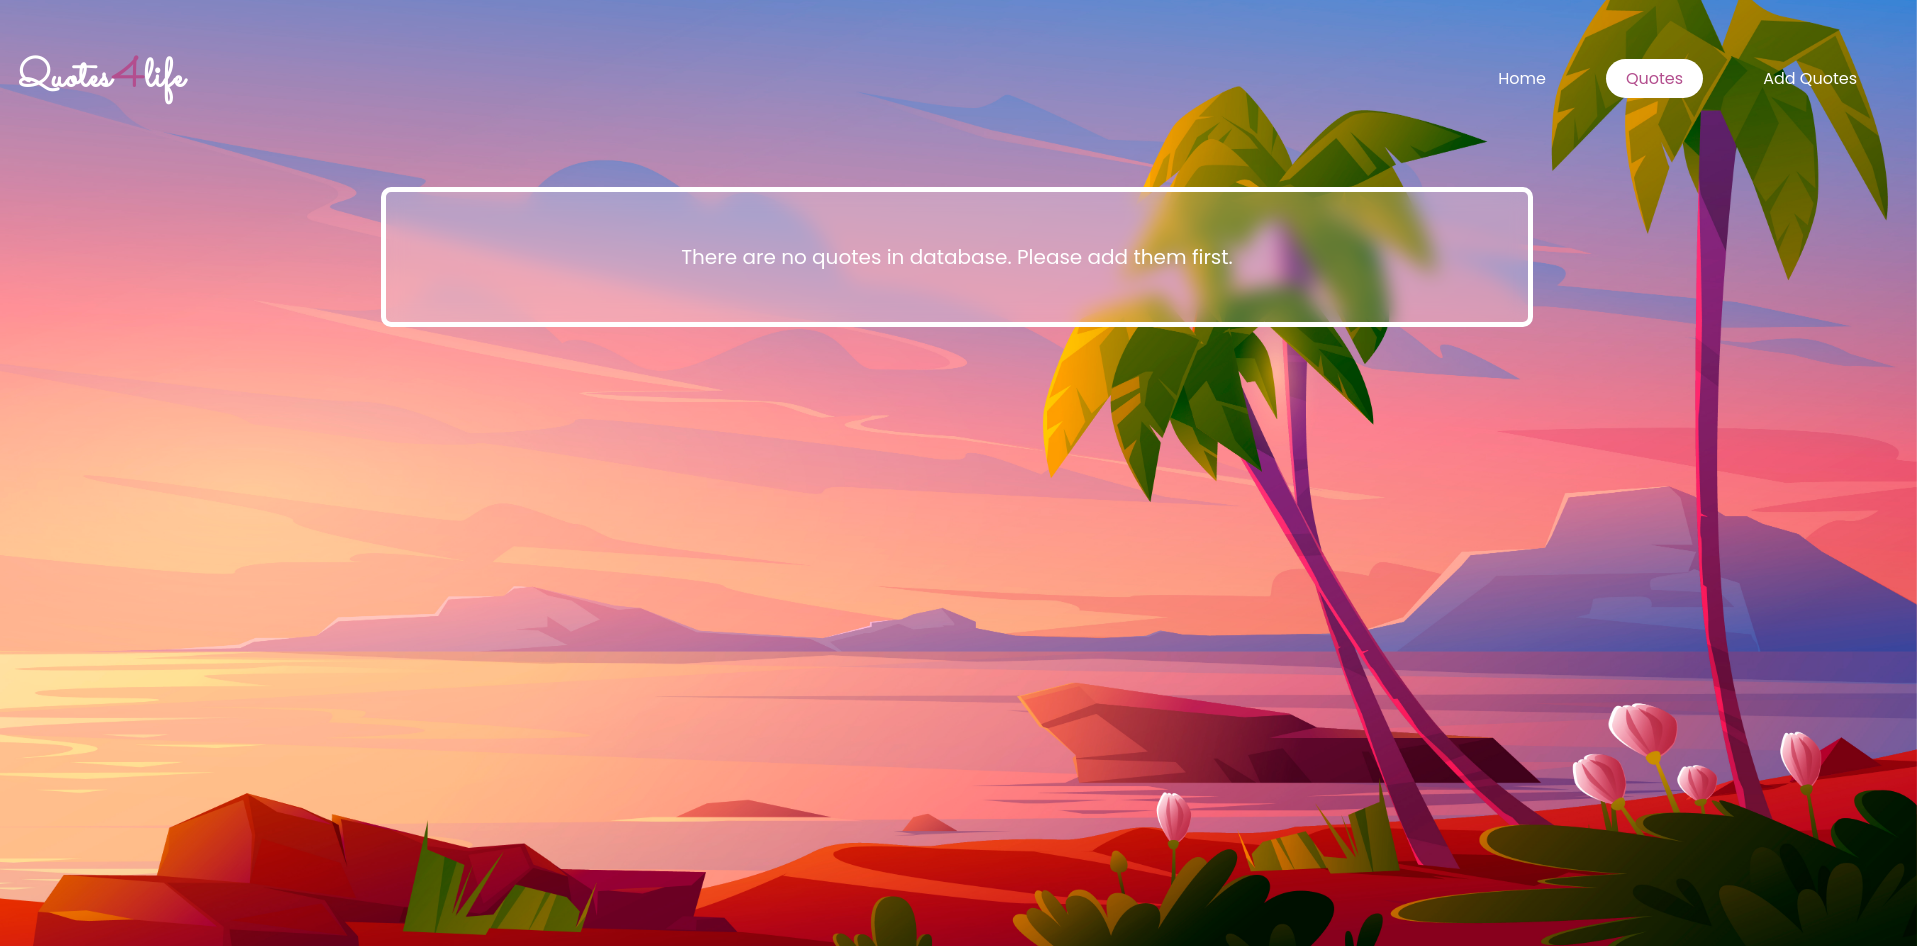 Quotes4life
Home
Quotes
Add Quotes
There are no quotes in database. Please add them first.